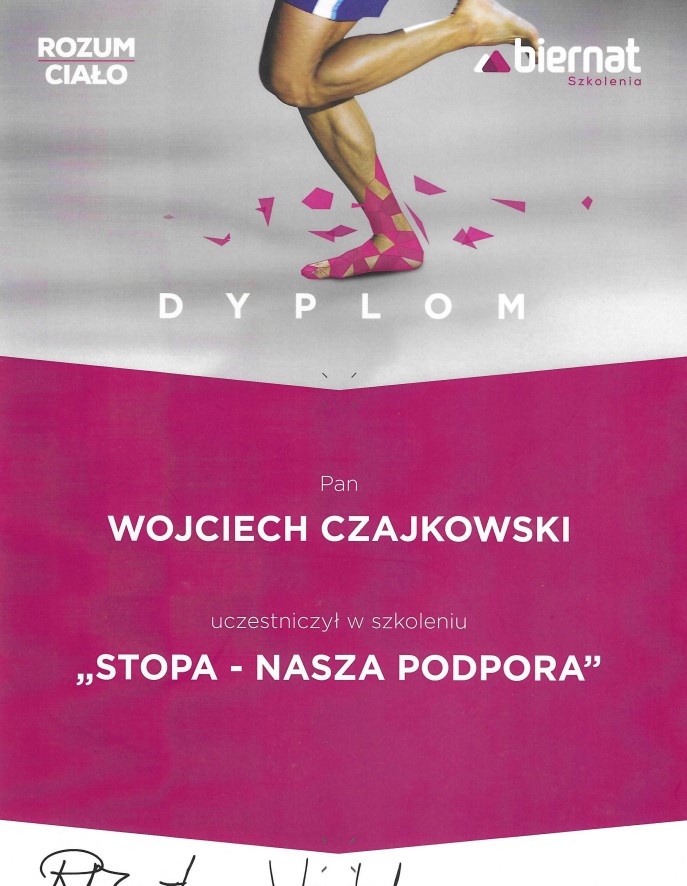 ROZUM
CIAŁO
biernat
Szkolenia
DYPLOM
Pan
WOJCIECH CZAJKOWSKI
uczestniczył w szkoleniu
„STOPA - NASZA PODPORA”